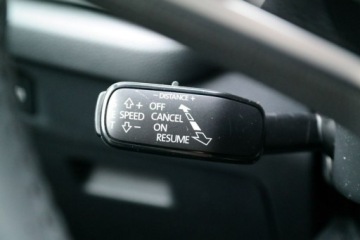 − DISTANCE +
+ OFF
SPEED CANCEL
− ON
RESUME